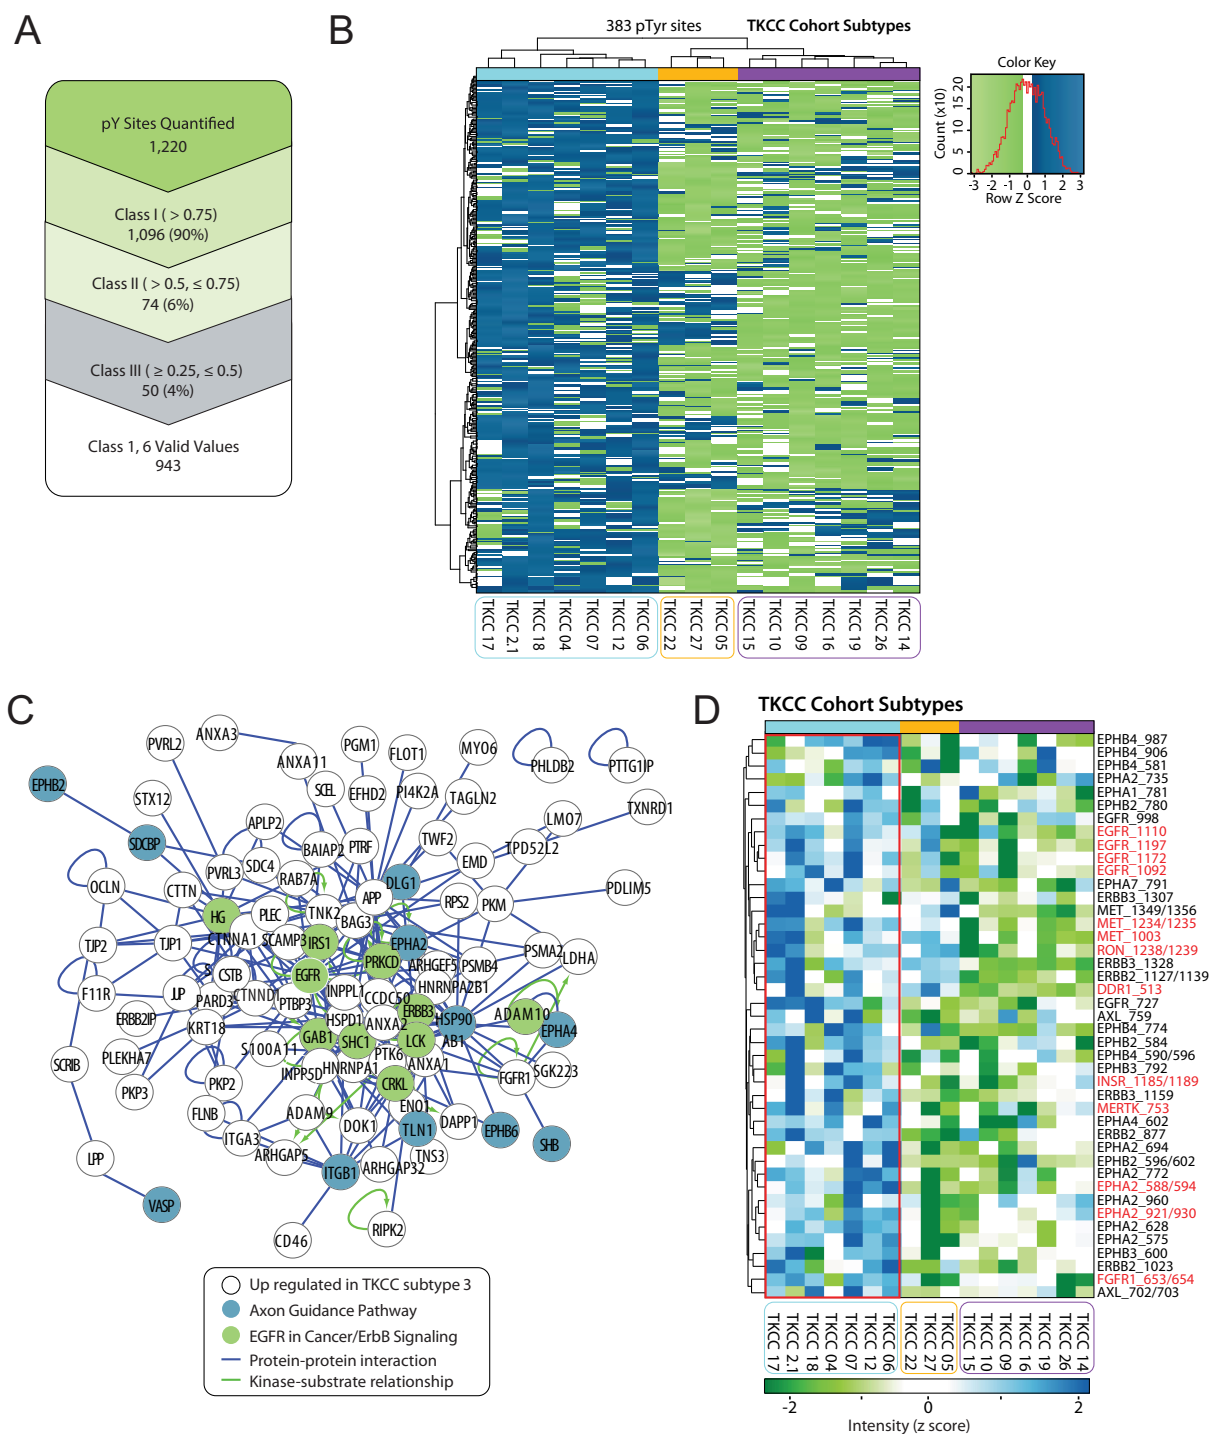 A
pY Sites Quantified
1,220
Class I ( > 0.75)
1,096 (90%)
Class II ( > 0.5, ≤ 0.75)
74 (6%)
Class III ( ≥ 0.25, ≤ 0.5)
50 (4%)
Class 1, 6 Valid Values
943
B
383 pTyr sites
TKCC Cohort Subtypes
Color Key
Count (x10)
0 5 10 15 20
-3 -2 -1 0 1 2 3
Row Z Score
TKCC 17
TKCC 2.1
TKCC 18
TKCC 04
TKCC 07
TKCC 12
TKCC 06
TKCC 22
TKCC 27
TKCC 05
TKCC 15
TKCC 10
TKCC 09
TKCC 16
TKCC 19
TKCC 26
TKCC 14
C
PVRL2
ANXA3
ANXA11
PGM1
FLOT1
MYO6
PHLDB2
PTTG1IP
EPHB2
STX12
SCEL
EFHD2
PI4K2A
TAGLN2
TXNRD1
SDCBP
APLP2
BAIAP2
PTRF
TWF2
LMO7
TPD52L2
EMD
OCLN
CTTN
PVRL3
SDC4
RAB7A
DLG1
PDLIM5
HG
PLEC
TNK2
APP
BAG3
RPS2
PKM
TJP2
TJP1
CTNNA1
SCAMP3
IRS1
EPHA2
PRKCD
ARHGEF5
PSMB4
PSMA2
LDHA
CSTB
EGFR
F11R
JUP
PARD3
CTNND1
PTBP3
INPPL1
CCDC50
HNRNPA2B1
ERBB2IP
KRT18
HSPD1
ANXA2
ERBB3
HSP90
AB1
ADAM10
EPHA4
GAB1
SHC1
LCK
PLEKHA7
S100A11
PTK6
ANXA1
SCRIB
PKP3
PKP2
INPP5D
HNRNPA1
CRKL
FGFR1
SGK223
FLNB
ADAM9
ENO1
DAPP1
ITGA3
DOK1
TLN1
EPHB6
SHB
LPP
ARHGAP5
ITGB1
ARHGAP32
TNS3
VASP
CD46
RIPK2
Up regulated in TKCC subtype 3
Axon Guidance Pathway
EGFR in Cancer/ErbB Signaling
Protein-protein interaction
Kinase-substrate relationship
D
TKCC Cohort Subtypes
EPHB4_987
EPHB4_906
EPHB4_581
EPHA2_735
EPHA1_781
EPHB2_780
EGFR_998
EGFR_1110
EGFR_1197
EGFR_1172
EGFR_1092
EPHA7_791
ERBB3_1307
MET_1349/1356
MET_1234/1235
MET_1003
RON_1238/1239
ERBB3_1328
ERBB2_1127/1139
DDR1_513
EGFR_727
AXL_759
EPHB4_774
EPHB2_584
EPHB4_590/596
EPHB3_792
INSR_1185/1189
ERBB3_1159
MERTK_753
EPHA4_602
ERBB2_877
EPHA2_694
EPHB2_596/602
EPHA2_772
EPHA2_588/594
EPHA2_960
EPHA2_921/930
EPHA2_628
EPHA2_575
EPHB3_600
ERBB2_1023
FGFR1_653/654
AXL_702/703
TKCC 17
TKCC 2.1
TKCC 18
TKCC 04
TKCC 07
TKCC 12
TKCC 06
TKCC 22
TKCC 27
TKCC 05
TKCC 15
TKCC 10
TKCC 09
TKCC 16
TKCC 19
TKCC 26
TKCC 14
-2 0 2
Intensity (z score)